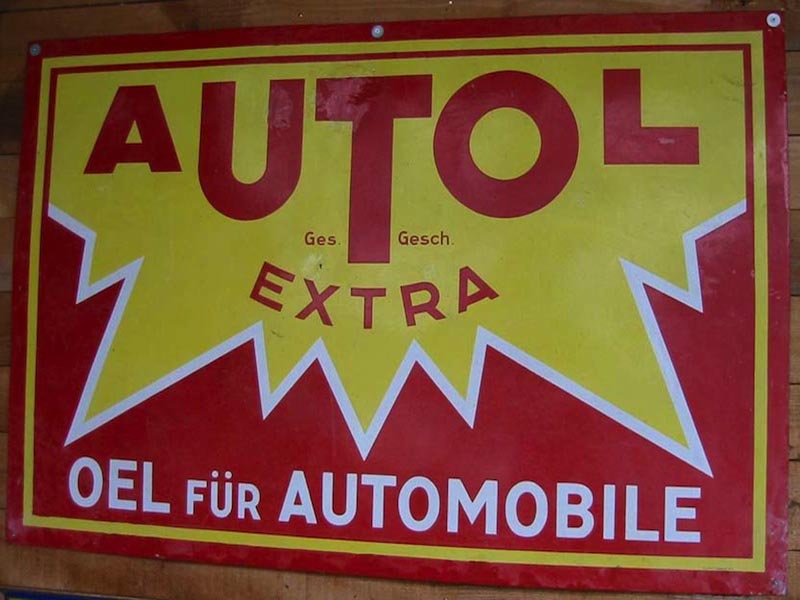 AUTOL
Ges. Gesch.
EXTRA
OEL FÜR AUTOMOBILE